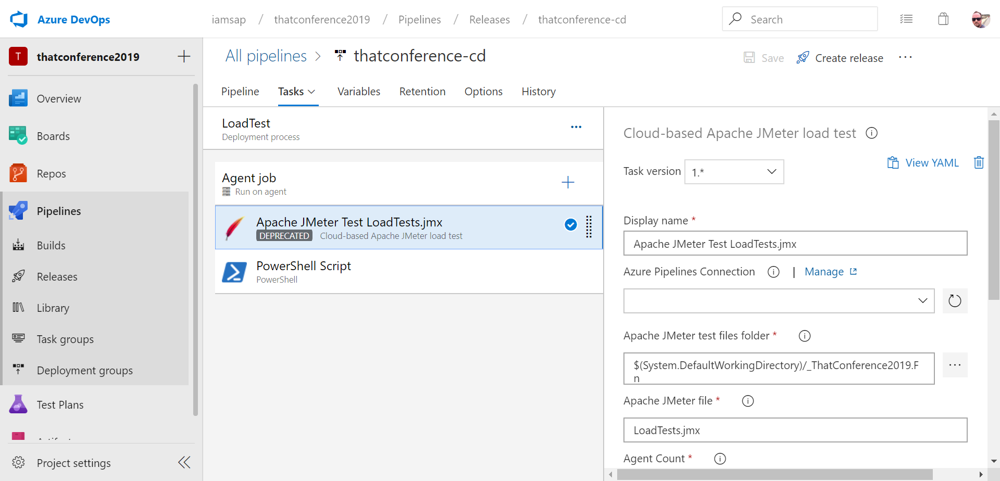 Azure DevOps
iamsap / thatconference2019 / Pipelines / Releases / thatconference-cd
Search
T thatconference2019
Overview
Boards
Repos
Pipelines
Builds
Releases
Library
Task groups
Deployment groups
Test Plans
Project settings
All pipelines > thatconference-cd
Save
Create release
Pipeline Tasks Variables Retention Options History
LoadTest
Deployment process
Agent job
Run on agent
Apache JMeter Test LoadTests.jmx
DEPRECATED Cloud-based Apache JMeter load test
PowerShell Script
PowerShell
Cloud-based Apache JMeter load test
View YAML
Task version 1.*
Display name *
Apache JMeter Test LoadTests.jmx
Azure Pipelines Connection | Manage
Apache JMeter test files folder *
$(System.DefaultWorkingDirectory)/_ThatConference2019.F
n
Apache JMeter file *
LoadTests.jmx
Agent Count *